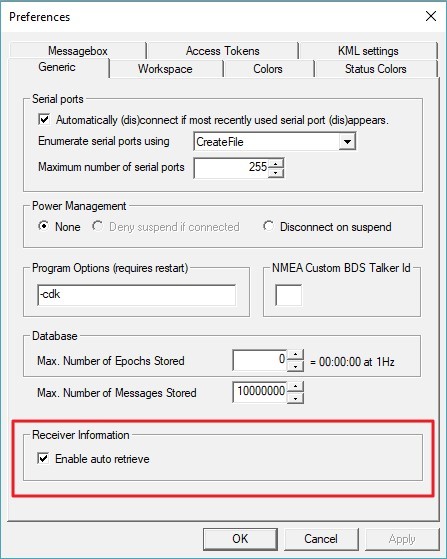 Preferences
Messagebox
Access Tokens
KML settings
Generic
Workspace
Colors
Status Colors
Serial ports
Automatically (dis)connect if most recently used serial port (dis)appears.
Enumerate serial ports using CreateFile
Maximum number of serial ports 255
Power Management
None Deny suspend if connected Disconnect on suspend
Program Options (requires restart)
-cdk
NMEA Custom BDS Talker Id
Database
Max. Number of Epochs Stored 0 = 00:00:00 at 1Hz
Max. Number of Messages Stored 10000000
Receiver Information
Enable auto retrieve
OK Cancel Apply